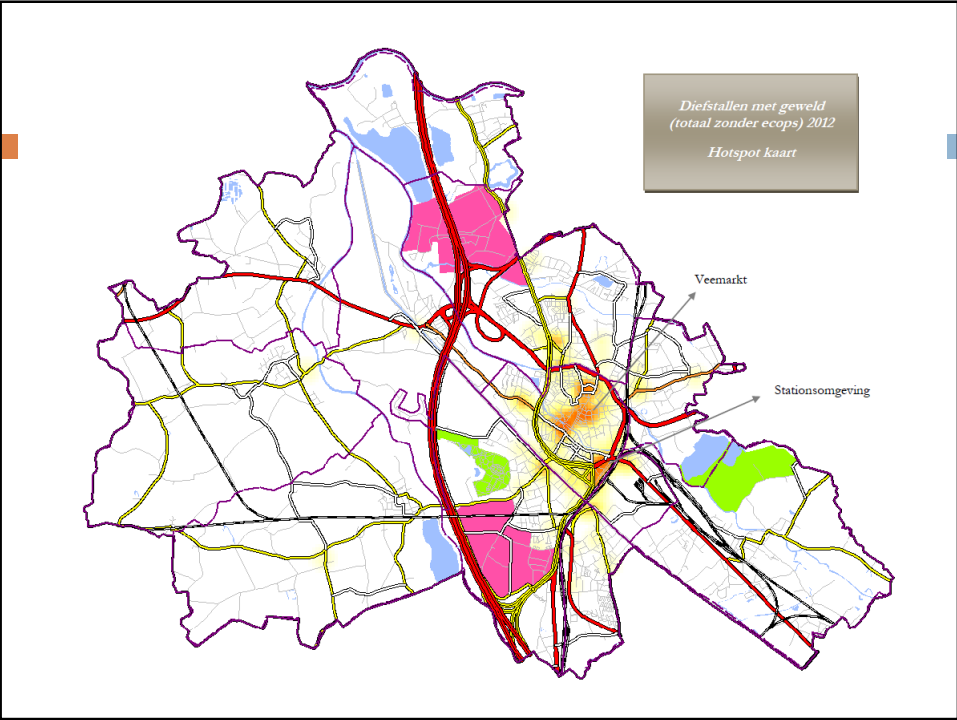 Diefstallen met geweld
(totaal zonder ecops) 2012
Hotspot kaart
Veemarkt
Stationsomgeving